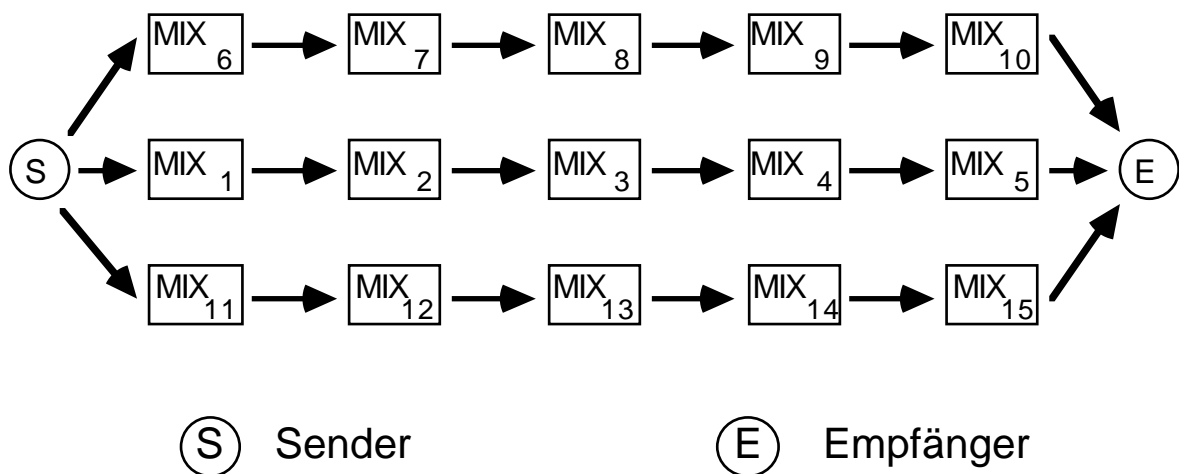 MIX 6 MIX 7 MIX 8 MIX 9 MIX 10
S MIX 1 MIX 2 MIX 3 MIX 4 MIX 5 E
MIX 11 MIX 12 MIX 13 MIX 14 MIX 15
S Sender E Empfänger